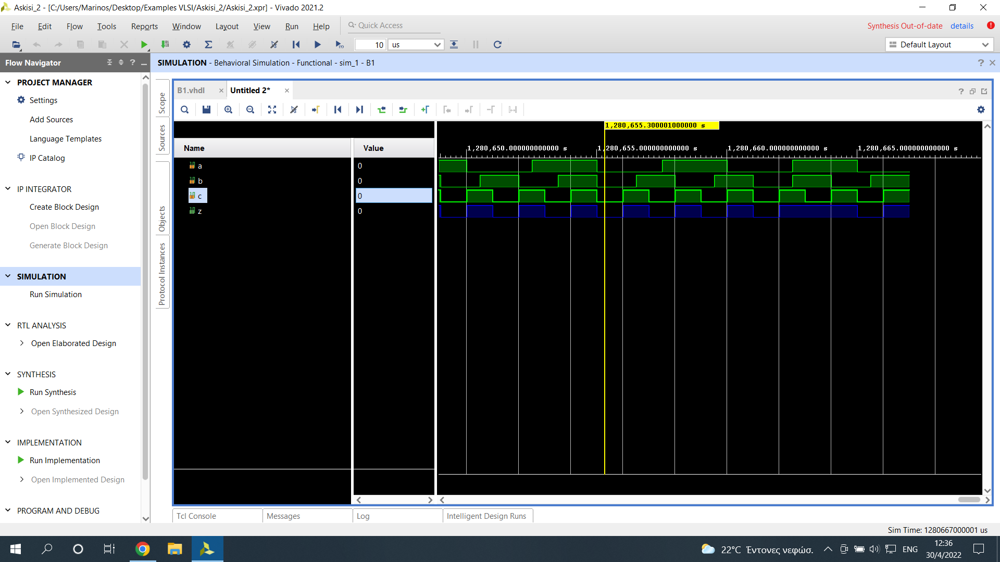 Askisi_2 - [C:/Users/Marinos/Desktop/Examples VLSI/Askisi_2/Askisi_2.xpr] - Vivado 2021.2
File Edit Flow Tools Reports Window Layout View Run Help Quick Access
Synthesis Out-of-date details
10 us
Default Layout
Flow Navigator
SIMULATION - Behavioral Simulation - Functional - sim_1 - B1
PROJECT MANAGER
Settings
Add Sources
Language Templates
IP Catalog
IP INTEGRATOR
Create Block Design
Open Block Design
Generate Block Design
SIMULATION
Run Simulation
RTL ANALYSIS
Open Elaborated Design
SYNTHESIS
Run Synthesis
Open Synthesized Design
IMPLEMENTATION
Run Implementation
Open Implemented Design
PROGRAM AND DEBUG
Scope
Sources
Objects
Protocol Instances
B1.vhdl
Untitled 2*
1,280,655.300001000000 s
Name Value
1,280,650.000000000000 s 1,280,655.000000000000 s 1,280,660.000000000000 s 1,280,665.000000000000 s
a 0
b 0
c 0
z 0
Tcl Console Messages Log Intelligent Design Runs
Sim Time: 1280667000001 us
22°C Έντονες νεφώσ.
ENG
12:36
30/4/2022